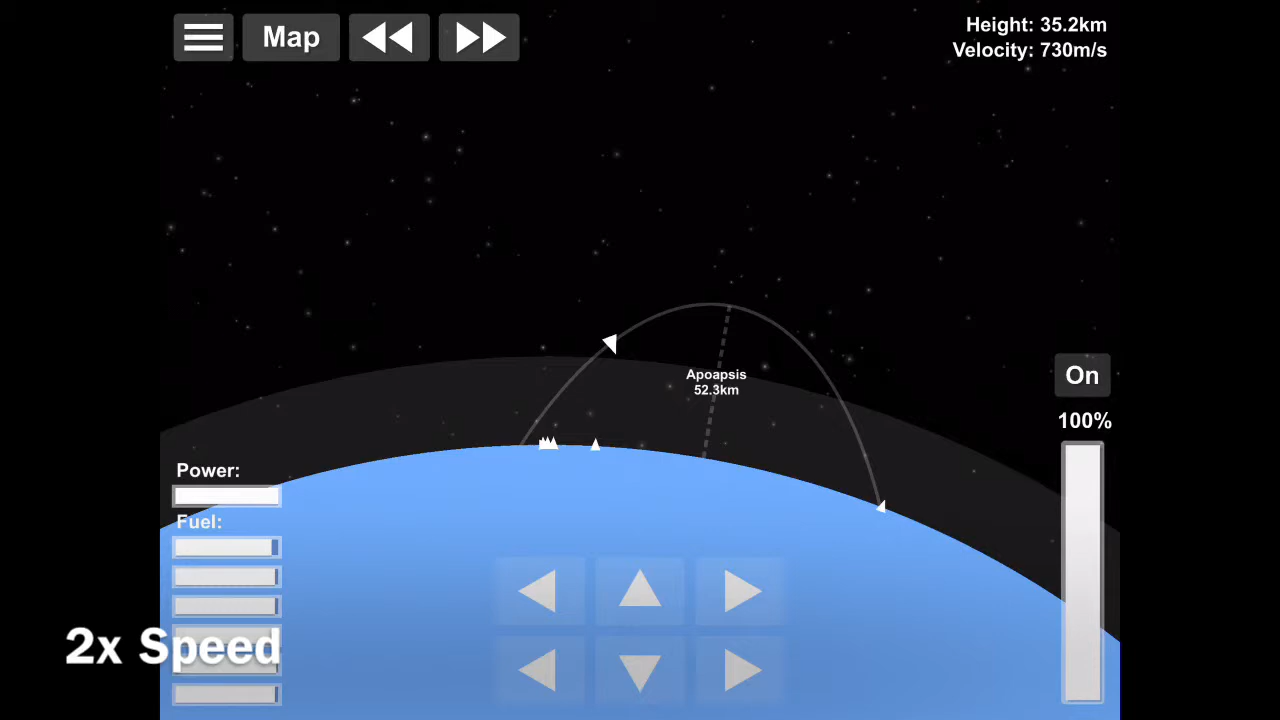 Map
Height: 35.2km
Velocity: 730m/s
Apoapsis
52.3km
On
100%
Power:
Fuel:
2x Speed